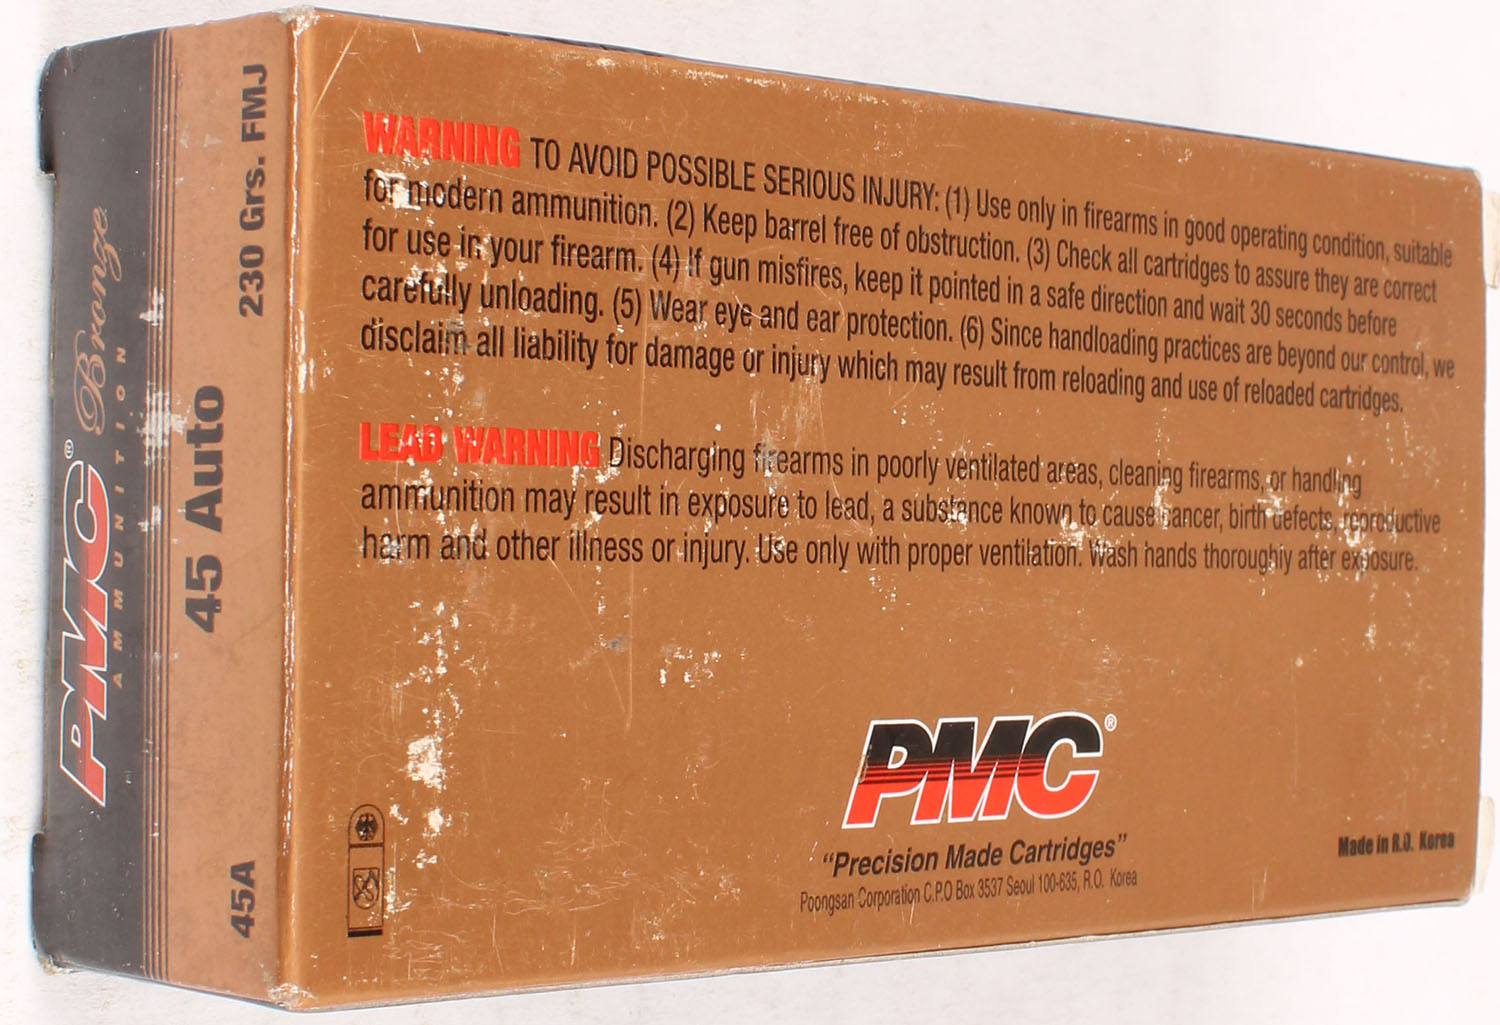 PMC® Bronze
AMMUNITION
45 Auto
230 Grs. FMJ
45A
WARNING TO AVOID POSSIBLE SERIOUS INJURY: (1) Use only in firearms in good operating condition, suitable
for modern ammunition. (2) Keep barrel free of obstruction. (3) Check all cartridges to assure they are correct
for use in your firearm. (4) If gun misfires, keep it pointed in a safe direction and wait 30 seconds before
carefully unloading. (5) Wear eye and ear protection. (6) Since handloading practices are beyond our control, we
disclaim all liability for damage or injury which may result from reloading and use of reloaded cartridges.
LEAD WARNING Discharging firearms in poorly ventilated areas, cleaning firearms, or handling
ammunition may result in exposure to lead, a substance known to cause cancer, birth defects, reproductive
harm and other illness or injury. Use only with proper ventilation. Wash hands thoroughly after exposure.
PMC®
"Precision Made Cartridges"
Poongsan Corporation C.P.O Box 3537 Seoul 100-635, R.O. Korea
Made in R.O. Korea